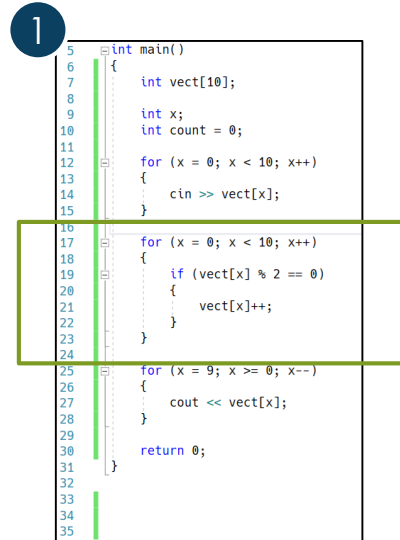 1
5 int main()
6 {
7 int vect[10];
8
9 int x;
10 int count = 0;
11
12 for (x = 0; x < 10; x++)
13 {
14 cin >> vect[x];
15 }
16
17 for (x = 0; x < 10; x++)
18 {
19 if (vect[x] % 2 == 0)
20 {
21 vect[x]++;
22 }
23 }
24
25 for (x = 9; x >= 0; x--)
26 {
27 cout << vect[x];
28 }
29
30 return 0;
31 }
32
33
34
35